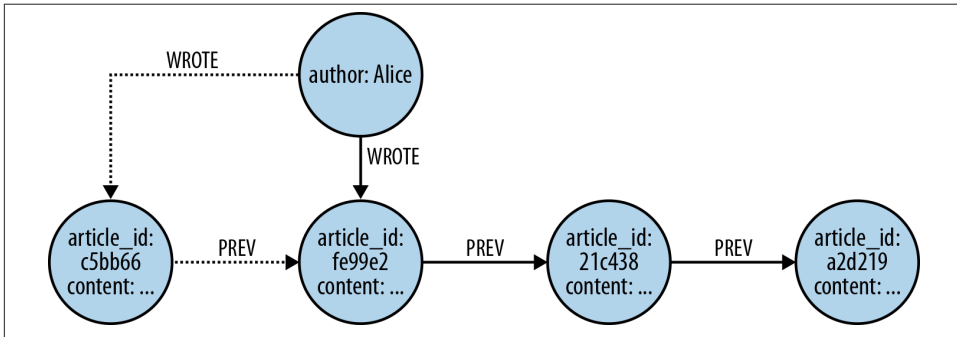 WROTE
author: Alice
WROTE
article_id:
c5bb66
content: ...
PREV
article_id:
fe99e2
content: ...
PREV
article_id:
21c438
content: ...
PREV
article_id:
a2d219
content: ...